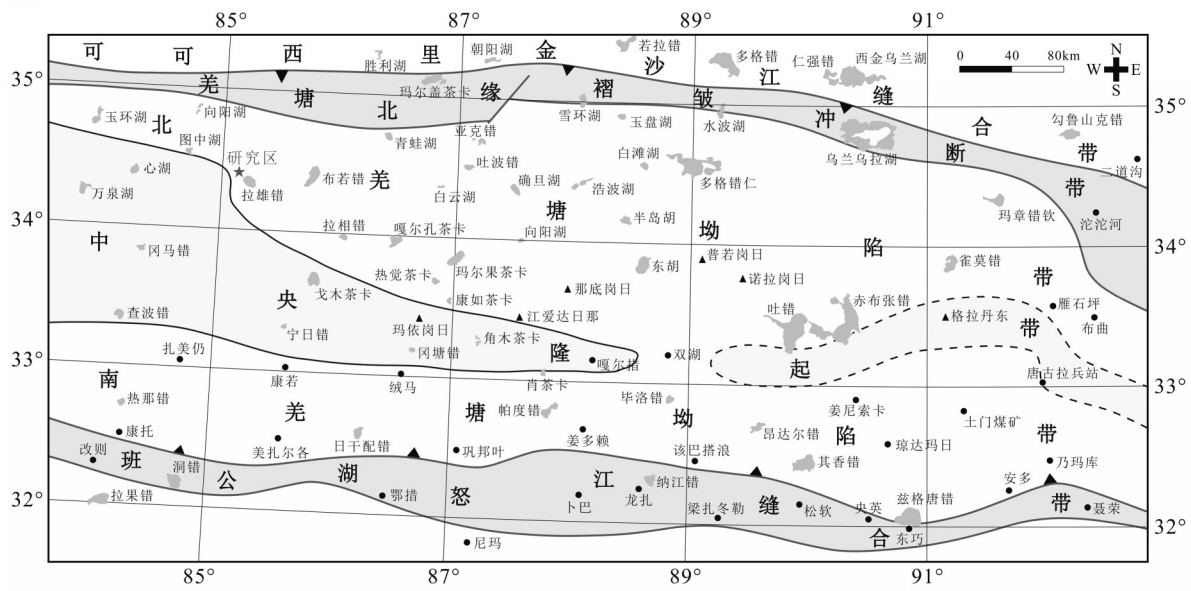 85° 87° 89° 91°
可 可 西 里 金 沙 江 缝 合 带
朝阳湖
若拉错
胜利湖
多格错
仁强错
西金乌兰湖
0 40 80km
N
W E
S
35°
35°
羌 塘 北 缘 褶 皱 冲 断 带
玛尔盖茶卡
玉环湖
向阳湖
雪环湖
玉盘湖
水波湖
勾鲁山克错
北 羌 塘 坳 陷 带
图中湖
青蛙湖
亚克错
乌兰乌拉湖
三道沟
心湖
研究区
吐波错
白滩湖
万泉湖
拉雄错
布若错
白云湖
确旦湖
浩波湖
多格错仁
玛章错钦
沱沱河
34°
34°
拉相错
嘎尔孔茶卡
向阳湖
半岛胡
冈马错
普若岗日
中 央 隆 起 带
热觉茶卡
玛尔果茶卡
东胡
诺拉岗日
雀莫错
戈木茶卡
康如茶卡
那底岗日
吐错
赤布张错
雁石坪
查波错
宁日错
玛依岗日
江爱达日那
格拉丹东
布曲
扎美仍
冈塘错
角木茶卡
33°
33°
康若
绒马
嘎尔措
双湖
唐古拉兵站
肖茶卡
南 羌 塘 坳 陷 带
热那错
帕度错
毕洛错
姜尼索卡
土门煤矿
康托
美扎尔各
日干配错
巩邦叶
姜多赖
昂达尔错
琼达玛日
改则
该巴搭浪
其香错
乃玛库
班 公 湖 怒 江 缝 合 带
洞错
拉果错
鄂措
卜巴
龙扎
纳江错
梁扎冬勒
松软
央英
兹格唐错
安多
聂荣
32°
32°
尼玛
东巧
85° 87° 89° 91°